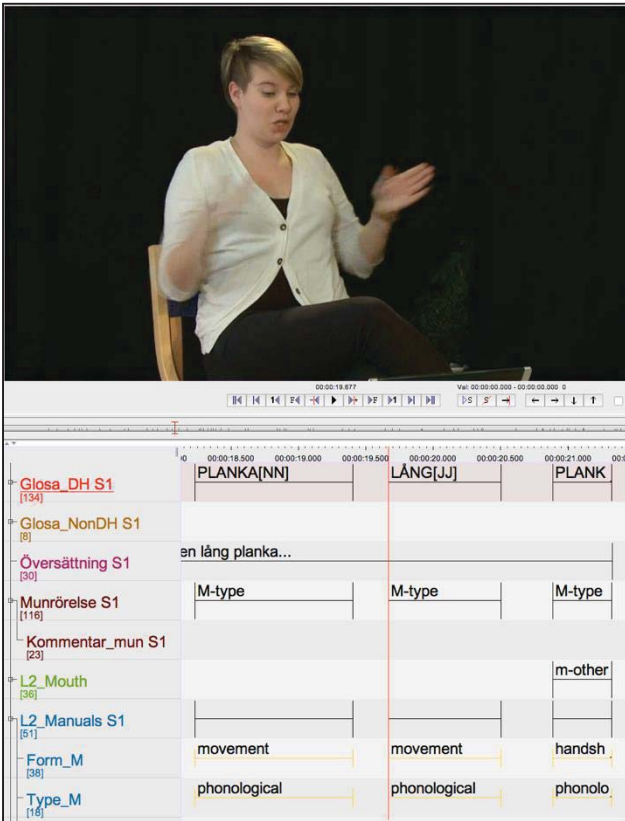 00:00:19.677
Val: 00:00:00.000 - 00:00:00.000 0
00:00:18.500 00:00:19.000 00:00:19.500 00:00:20.000 00:00:20.500 00:00:21.000
Glosa_DH S1
[134]
PLANKA[NN] LÅNG[JJ] PLANK
Glosa_NonDH S1
[8]
Översättning S1
[30]
en lång planka...
Munrörelse S1
[116]
M-type M-type M-type
Kommentar_mun S1
[23]
L2_Mouth
[36]
m-other
L2_Manuals S1
[51]
Form_M
[38]
movement movement handsh
Type_M
[18]
phonological phonological phonolo